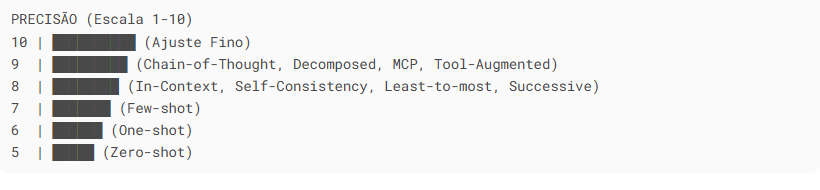 PRECISÃO (Escala 1-10)
10 | ██████████ (Ajuste Fino)
9 | █████████ (Chain-of-Thought, Decomposed, MCP, Tool-Augmented)
8 | ████████ (In-Context, Self-Consistency, Least-to-most, Successive)
7 | ███████ (Few-shot)
6 | ██████ (One-shot)
5 | █████ (Zero-shot)